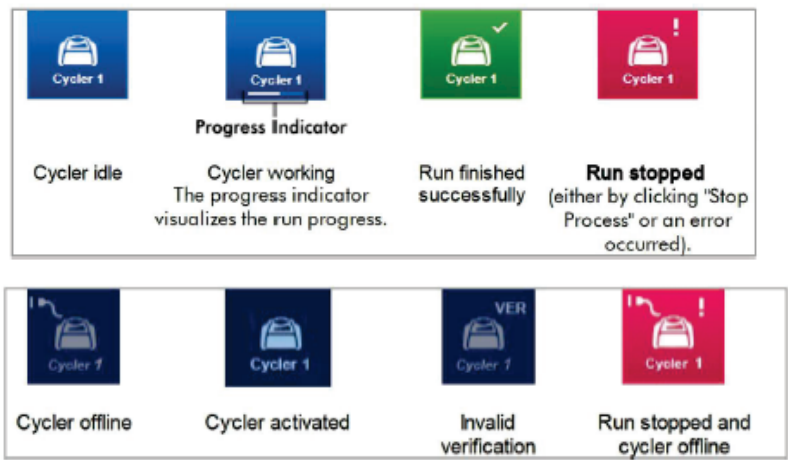 Cycler 1
Cycler 1
Cycler 1
!
Cycler 1
Progress Indicator
Cycler idle
Cycler working
The progress indicator
visualizes the run progress.
Run finished
successfully
Run stopped
(either by clicking "Stop
Process" or an error
occurred).
Cycler 1
Cycler 1
VER
Cycler 1
!
Cycler 1
Cycler offline
Cycler activated
Invalid
verification
Run stopped and
cycler offline